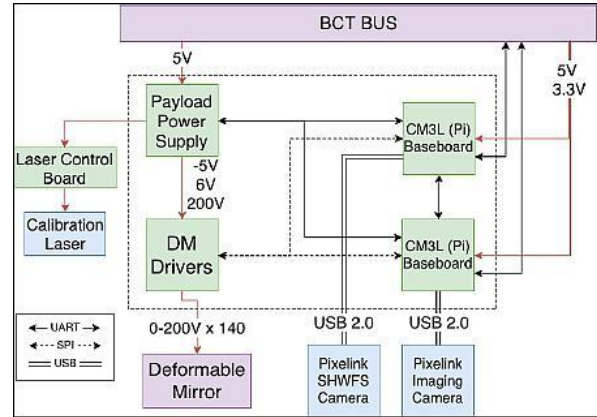 BCT BUS
5V
5V
3.3V
Payload
Power
Supply
CM3L (Pi)
Baseboard
Laser Control
Board
-5V
6V
200V
Calibration
Laser
DM
Drivers
CM3L (Pi)
Baseboard
UART
SPI
USB
0-200V x 140
USB 2.0
USB 2.0
Deformable
Mirror
Pixelink
SHWFS
Camera
Pixelink
Imaging
Camera